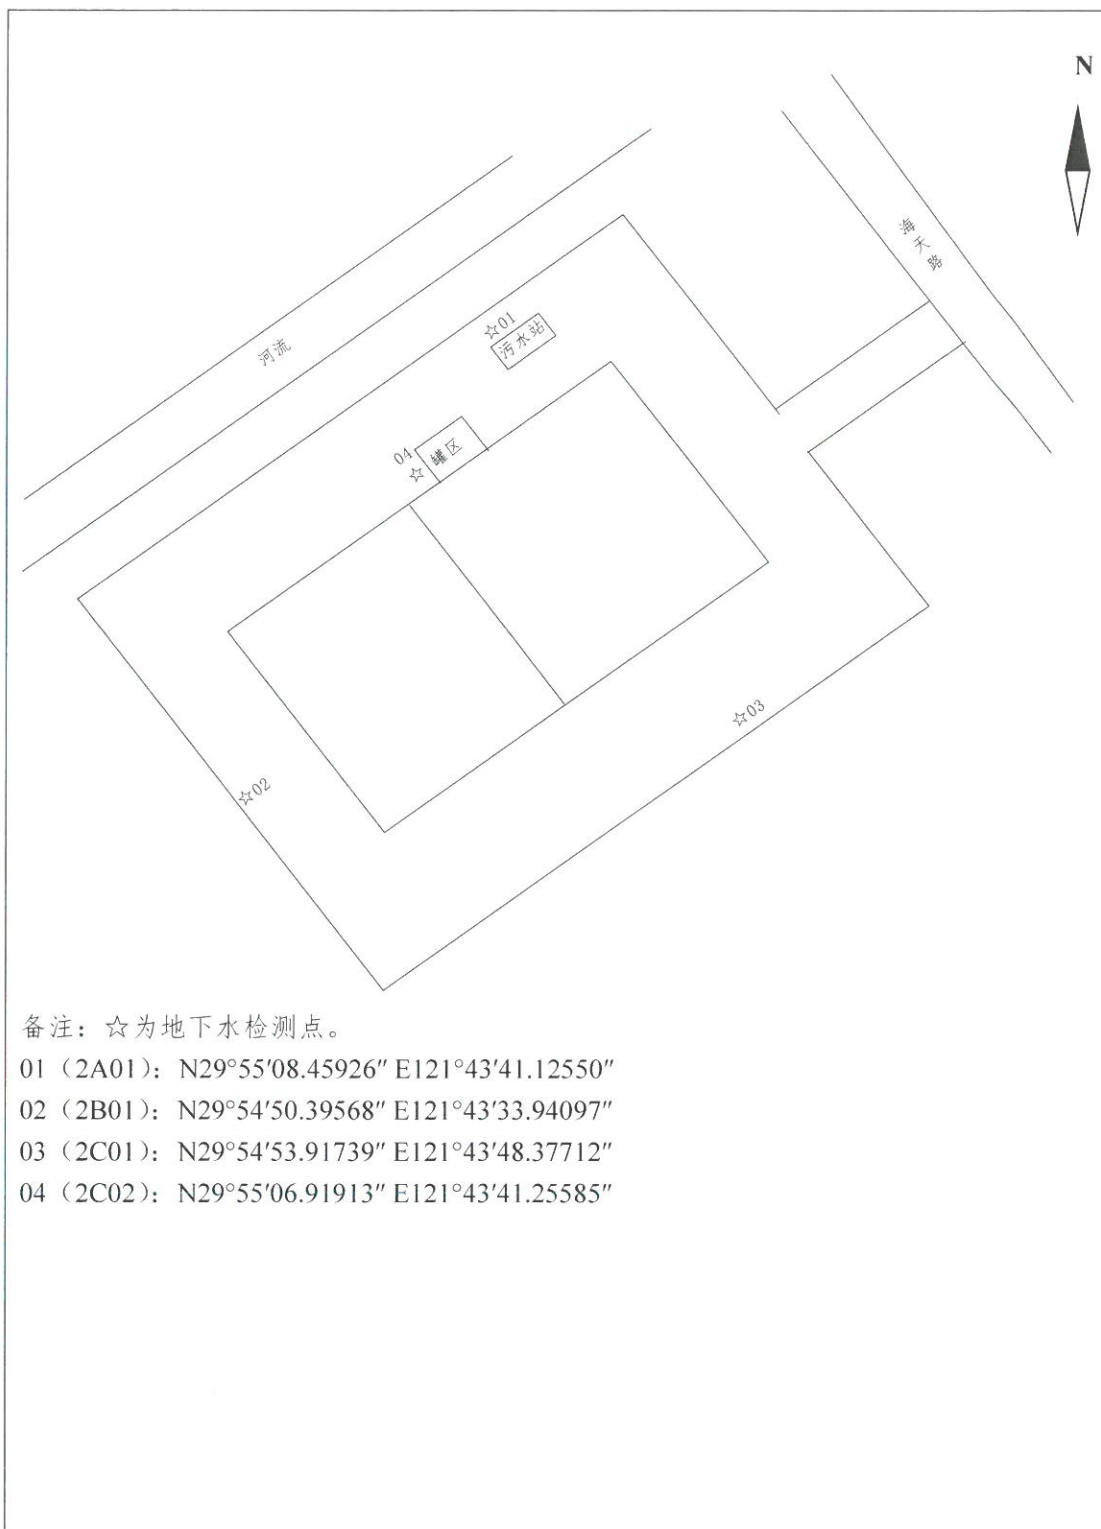 N
海天路
☆01
污水站
河流
04
☆
罐区
☆03
☆02
备注：☆为地下水检测点。
01（2A01）：N29°55′08.45926″ E121°43′41.12550″
02（2B01）：N29°54′50.39568″ E121°43′33.94097″
03（2C01）：N29°54′53.91739″ E121°43′48.37712″
04（2C02）：N29°55′06.91913″ E121°43′41.25585″